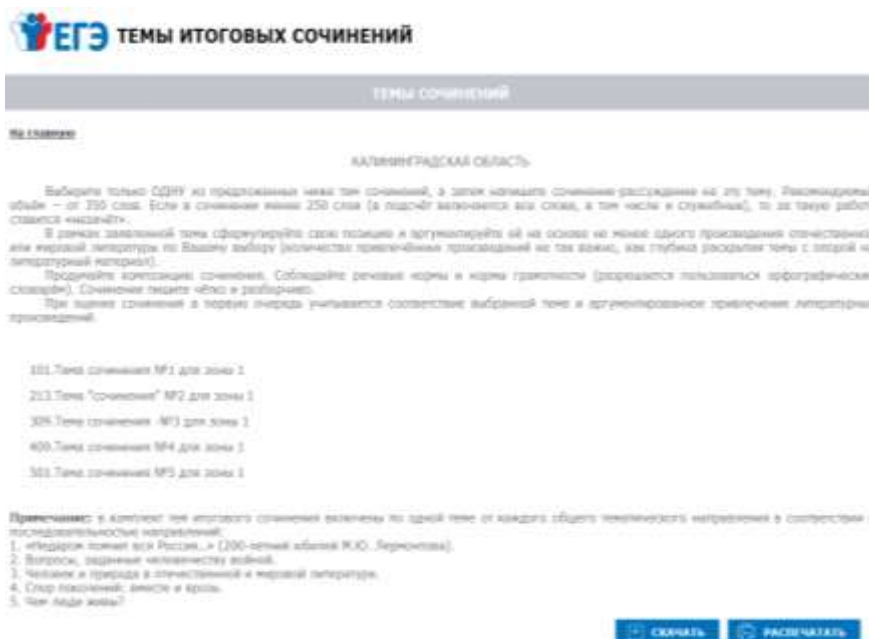 ЕГЭ ТЕМЫ ИТОГОВЫХ СОЧИНЕНИЙ
ТЕМЫ СОЧИНЕНИЙ
На главную
КАЛИНИНГРАДСКАЯ ОБЛАСТЬ
Выберите только ОДНУ из предложенных ниже тем сочинений, а затем напишите сочинение-рассуждение на эту тему. Рекомендуемый
объём – от 350 слов. Если в сочинении менее 250 слов (в подсчёт включаются все слова, в том числе и служебные), то за такую работ
ставится «незачёт».
В рамках заявленной темы сформулируйте свою позицию и аргументируйте её на основе не менее одного произведения отечественно
или мировой литературы по Вашему выбору (количество привлечённых произведений не так важно, как глубина раскрытия темы с опорой н
литературный материал).
Продумайте композицию сочинения. Соблюдайте речевые нормы и нормы грамотности (разрешается пользоваться орфографически
словарём). Сочинение пишите чётко и разборчиво.
При оценке сочинения в первую очередь учитывается соответствие выбранной теме и аргументированное привлечение литературны
произведений.
101.Тема сочинения №1 для зоны 1
213.Тема "сочинения" №2 для зоны 1
309.Тема сочинения -№3 для зоны 1
400.Тема сочинения №4 для зоны 1
501.Тема сочинения №5 для зоны 1
Примечание: в комплект тем итогового сочинения включены по одной теме от каждого общего тематического направления в соответствии с
последовательностью направлений:
1. «Недаром помнит вся Россия…» (200-летний юбилей М.Ю. Лермонтова).
2. Вопросы, заданные человечеству войной.
3. Человек и природа в отечественной и мировой литературе.
4. Спор поколений: вместе и врозь.
5. Чем люди живы?
СКАЧАТЬ РАСПЕЧАТАТЬ